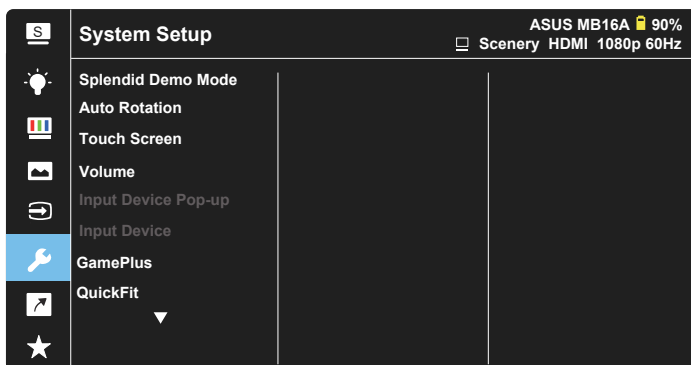 S
System Setup
ASUS MB16A 90%
Scenery HDMI 1080p 60Hz
Splendid Demo Mode
Auto Rotation
Touch Screen
Volume
Input Device Pop-up
Input Device
GamePlus
QuickFit